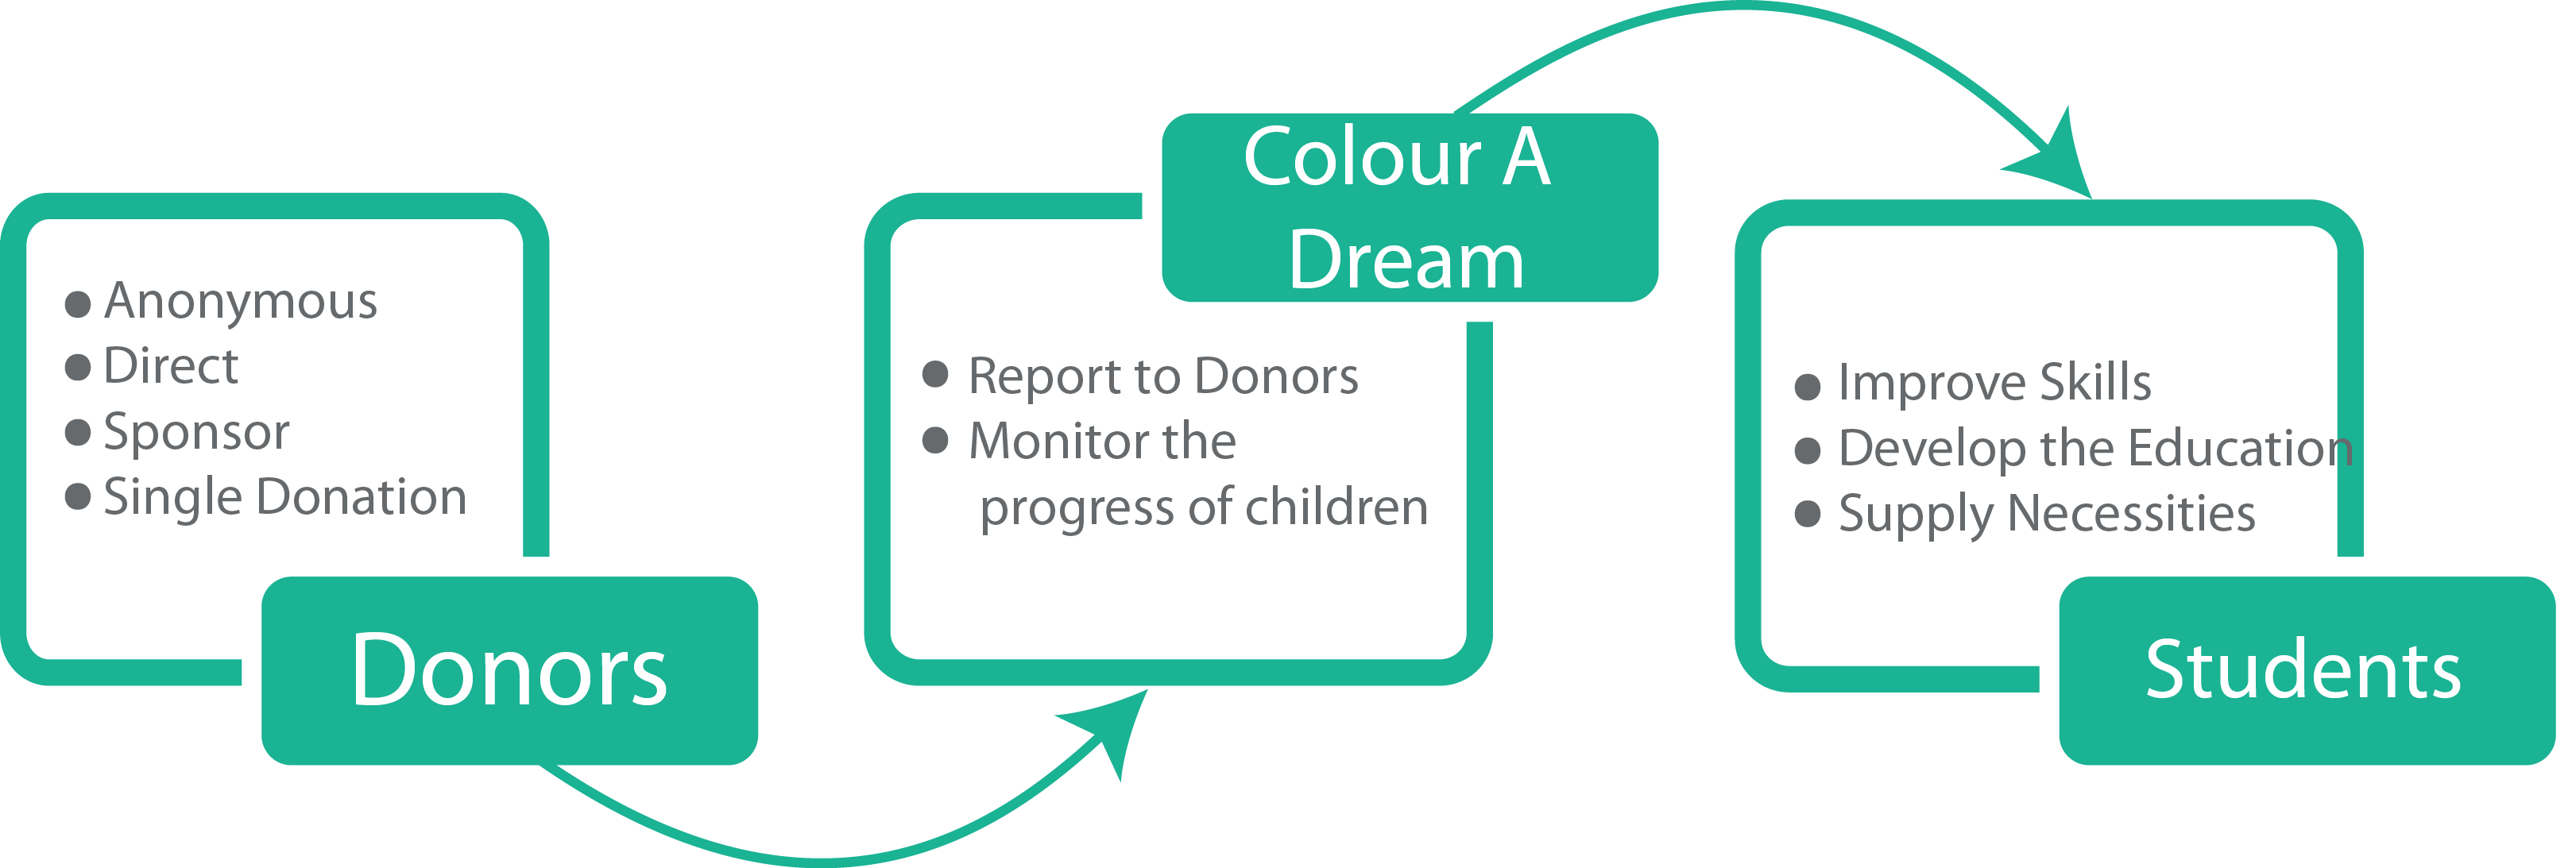 Anonymous
Direct
Sponsor
Single Donation
Donors
Colour A
Dream
Report to Donors
Monitor the
progress of children
Improve Skills
Develop the Education
Supply Necessities
Students